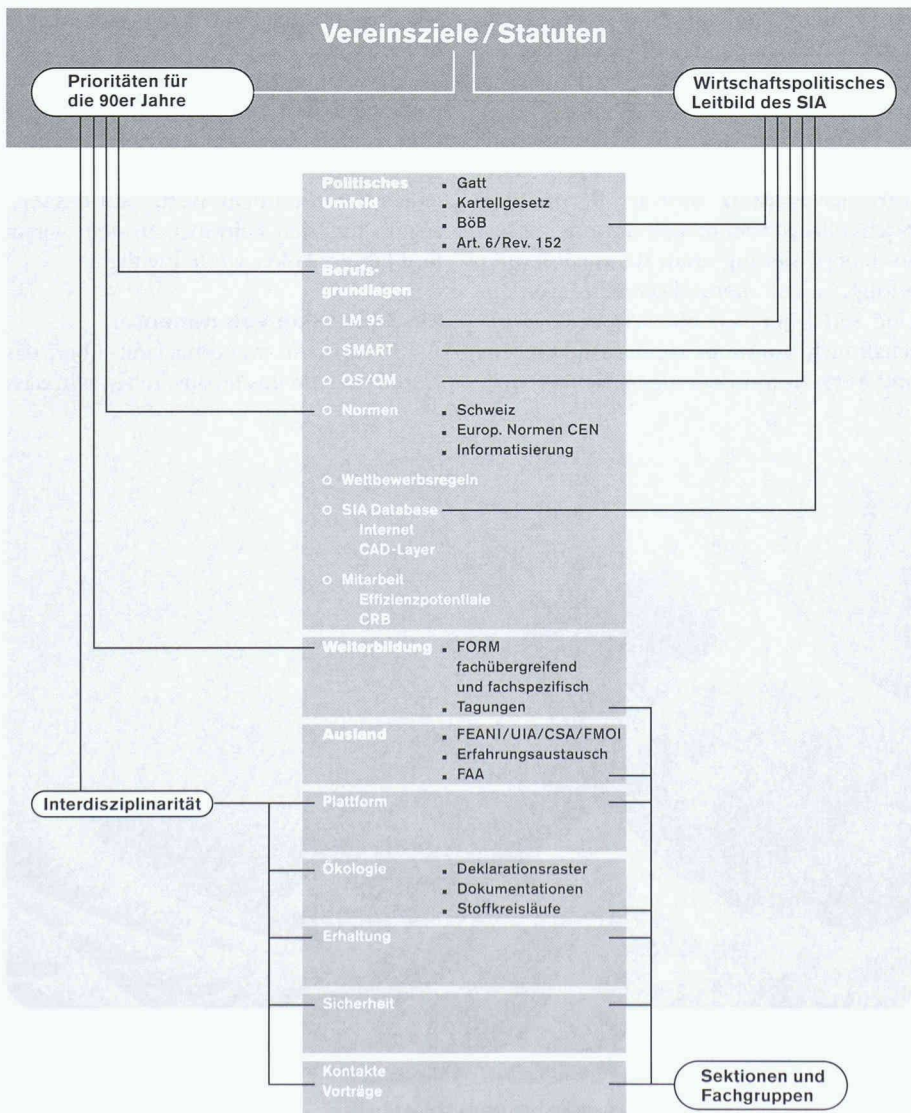 Vereinsziele / Statuten
Prioritäten für
die 90er Jahre
Wirtschaftspolitisches
Leitbild des SIA
Politisches
Umfeld
▪ Gatt
▪ Kartellgesetz
▪ BöB
▪ Art. 6/Rev. 152
Berufs-
grundlagen
○ LM 95
○ SMART
○ QS/QM
○ Normen
▪ Schweiz
▪ Europ. Normen CEN
▪ Informatisierung
○ Wettbewerbsregeln
○ SIA Database
Internet
CAD-Layer
○ Mitarbeit
Effizienzpotentiale
CRB
Weiterbildung
▪ FORM
fachübergreifend
und fachspezifisch
▪ Tagungen
Ausland
▪ FEANI/UIA/CSA/FMOI
▪ Erfahrungsaustausch
▪ FAA
Interdisziplinarität
Plattform
Ökologie
▪ Deklarationsraster
▪ Dokumentationen
▪ Stoffkreisläufe
Erhaltung
Sicherheit
Kontakte
Vorträge
Sektionen und
Fachgruppen